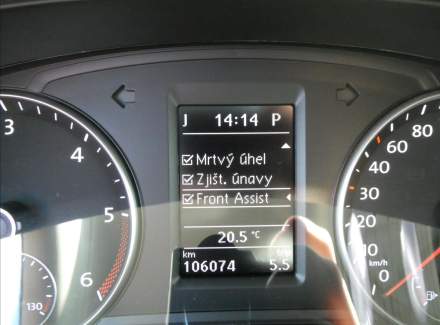 J 14:14 P
Mrtvý úhel
Zjišt. únavy
Front Assist
20.5 °C
km
106074 5.5
3
4
5
6
130
80
60
40
30
20
0
km/h